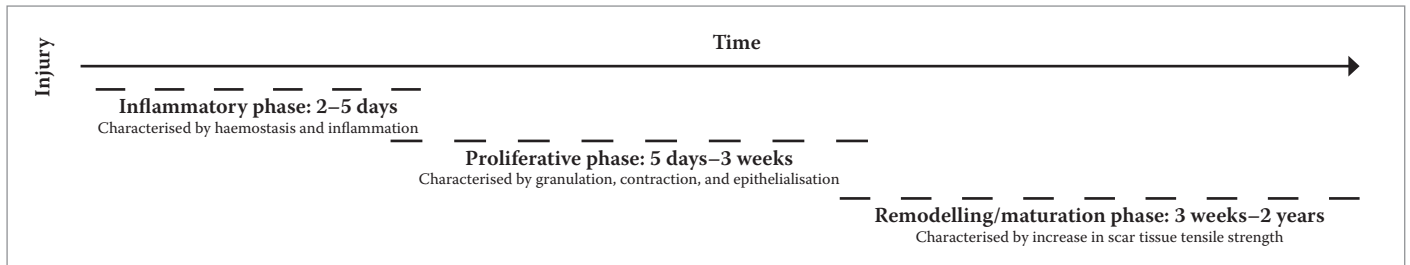 Time
Injury
Inflammatory phase: 2–5 days
Characterised by haemostasis and inflammation
Proliferative phase: 5 days–3 weeks
Characterised by granulation, contraction, and epithelialisation
Remodelling/maturation phase: 3 weeks–2 years
Characterised by increase in scar tissue tensile strength